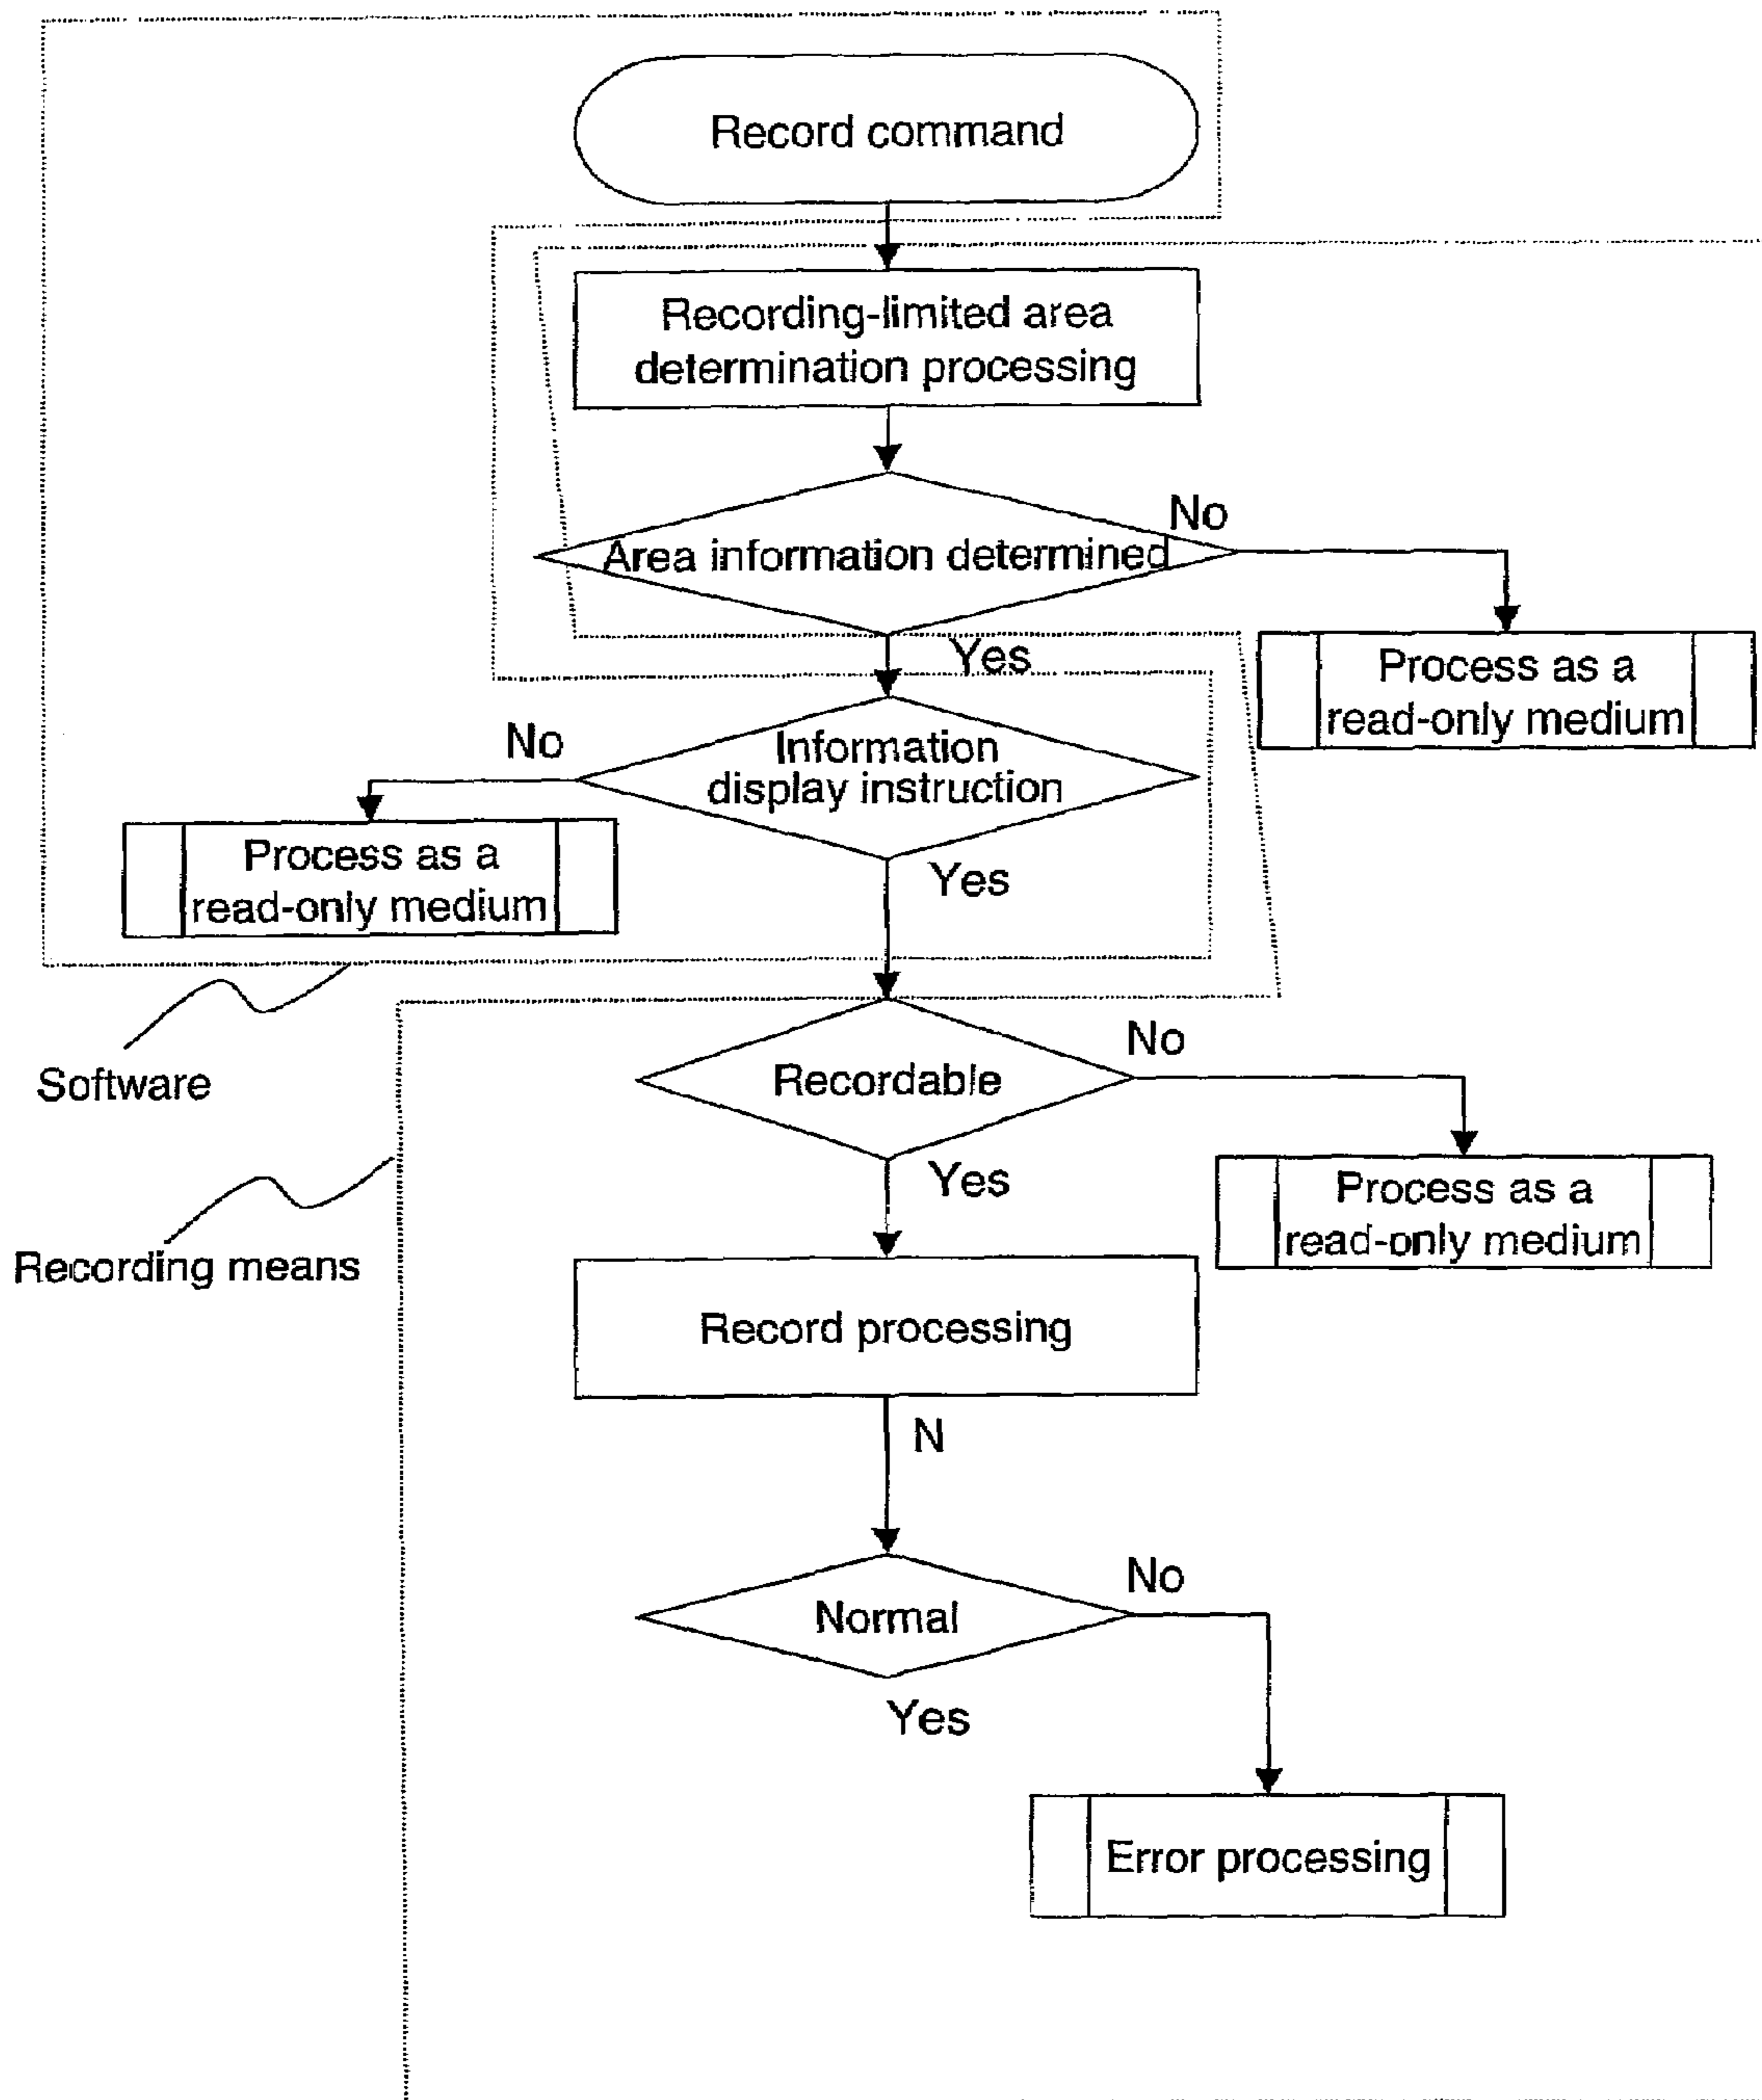 Record command
Recording-limited area
determination processing
No
Area information determined
Yes
Process as a
read-only medium
No
Information
display instruction
Process as a
read-only medium
Yes
Software
No
Recordable
Yes
Process as a
read-only medium
Recording means
Record processing
N
No
Normal
Yes
Error processing